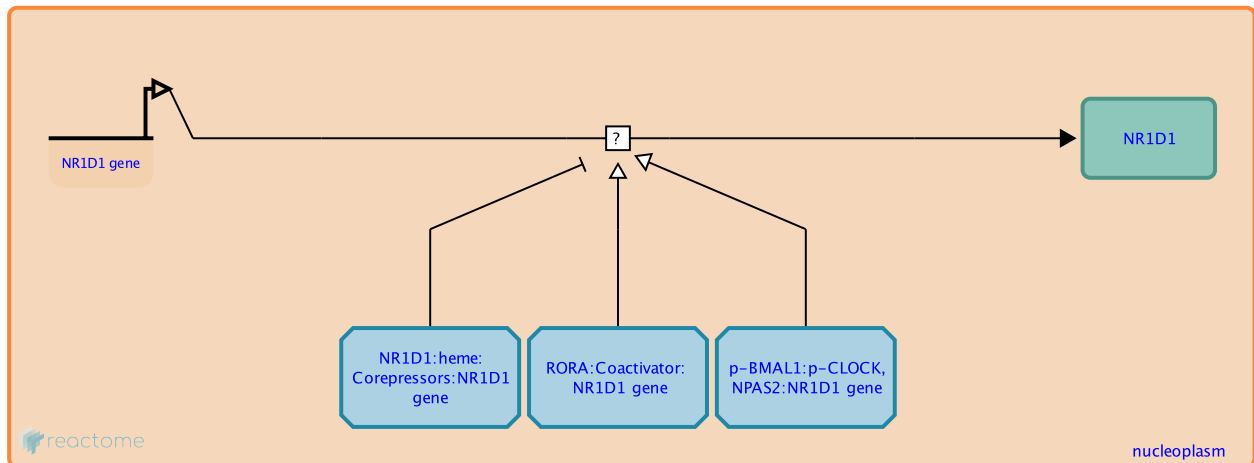 ?
NR1D1 gene
NR1D1
NR1D1:heme:
Corepressors:NR1D1
gene
RORA:Coactivator:
NR1D1 gene
p-BMAL1:p-CLOCK,
NPAS2:NR1D1 gene
reactome
nucleoplasm